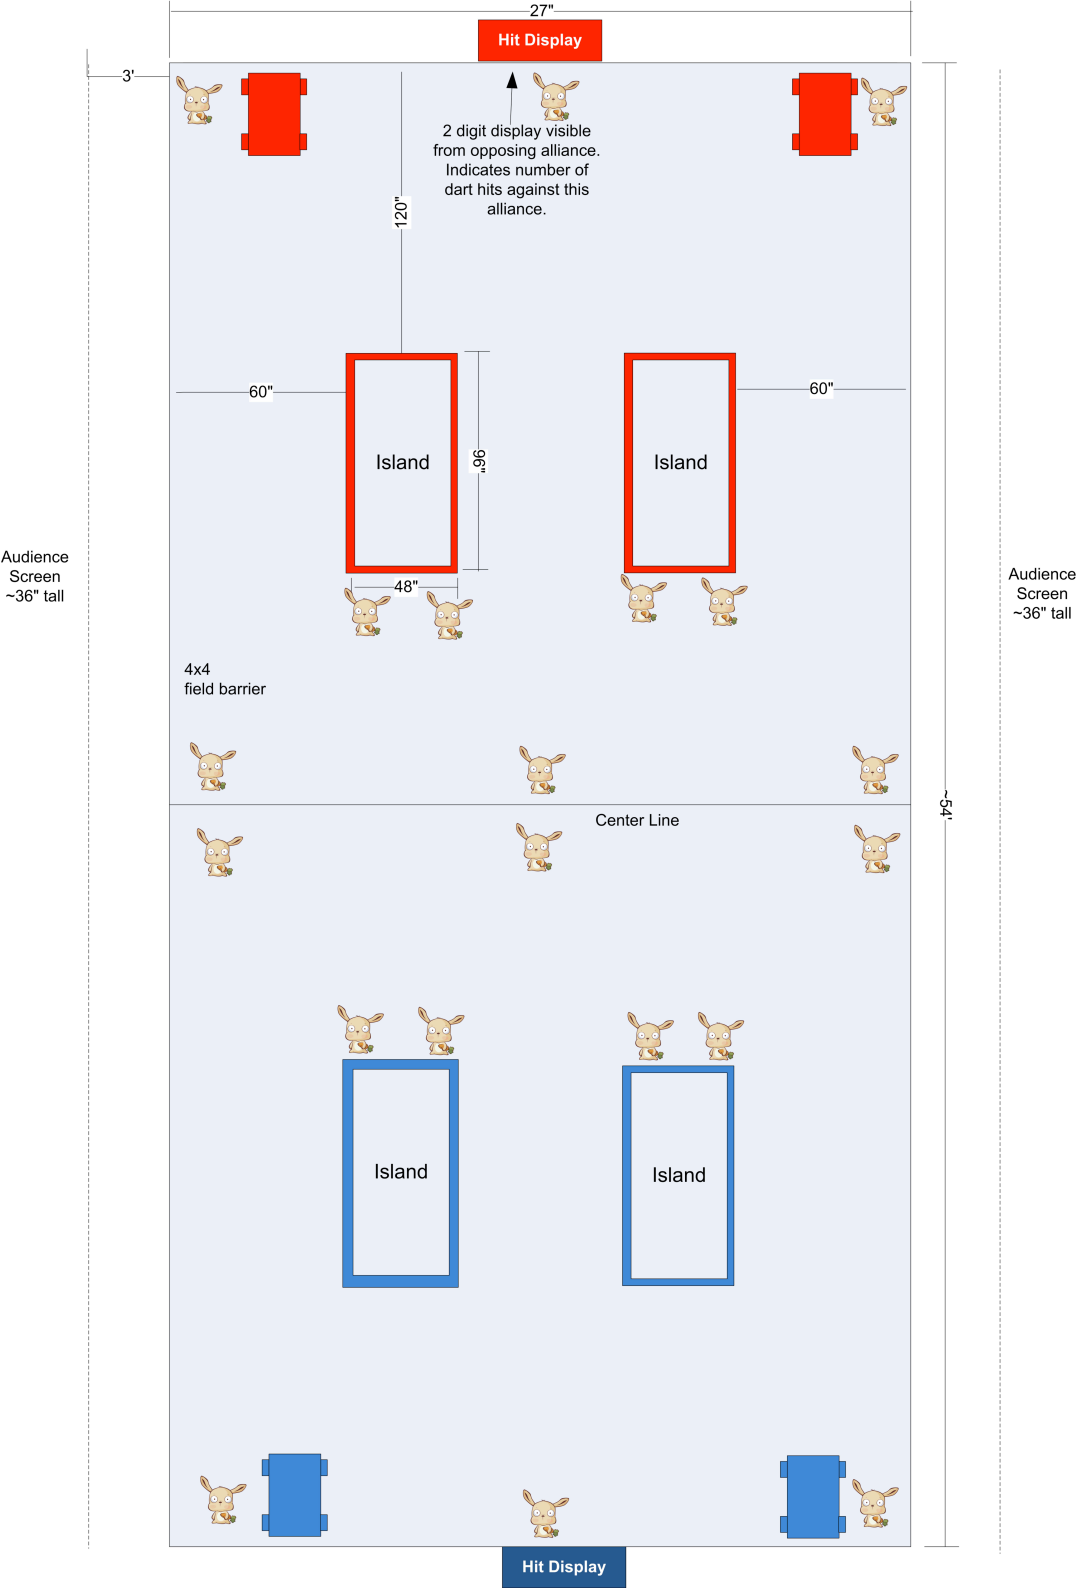 27"
Hit Display
3'
2 digit display visible
from opposing alliance.
Indicates number of
dart hits against this
alliance.
120"
60"
60"
Island
96"
Island
48"
Audience
Screen
~36" tall
Audience
Screen
~36" tall
4x4
field barrier
~54'
Center Line
Island
Island
Hit Display